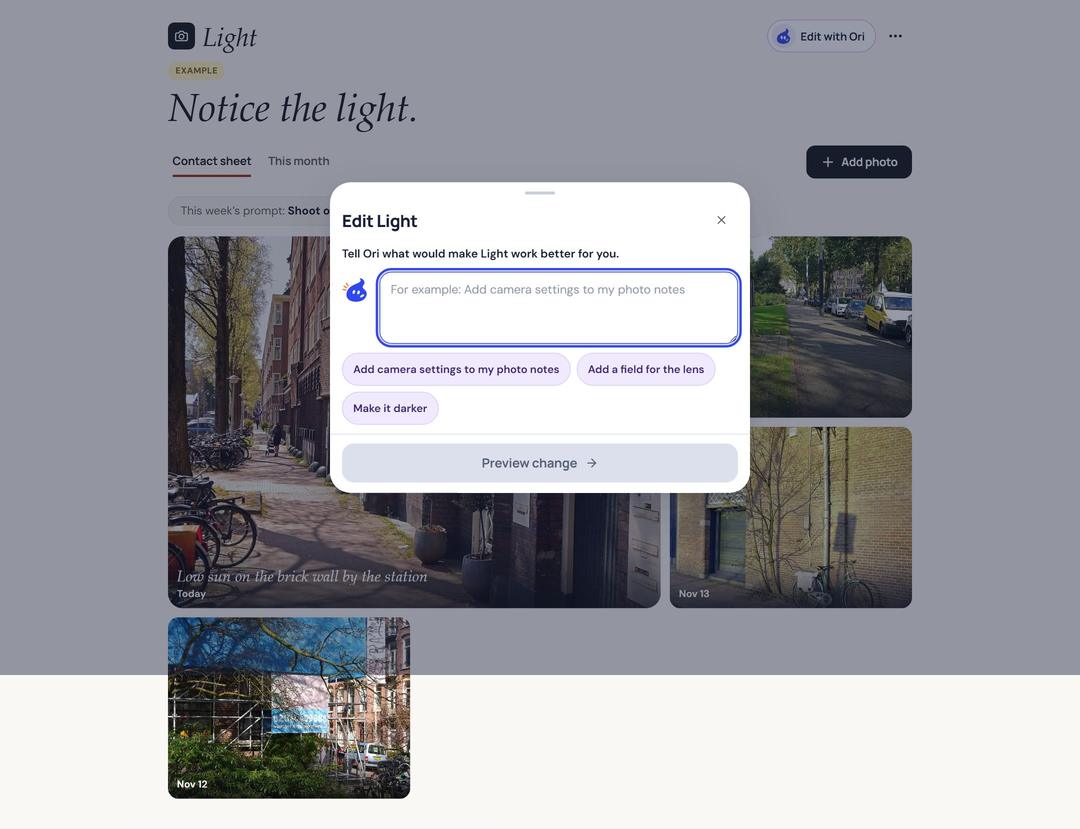 Light
Edit with Ori
EXAMPLE
Notice the light.
Contact sheet
This month
Add photo
This week's prompt: Shoot o
Edit Light
Tell Ori what would make Light work better for you.
For example: Add camera settings to my photo notes
Add camera settings to my photo notes
Add a field for the lens
Make it darker
Preview change
Low sun on the brick wall by the station
Today
Nov 13
Nov 12